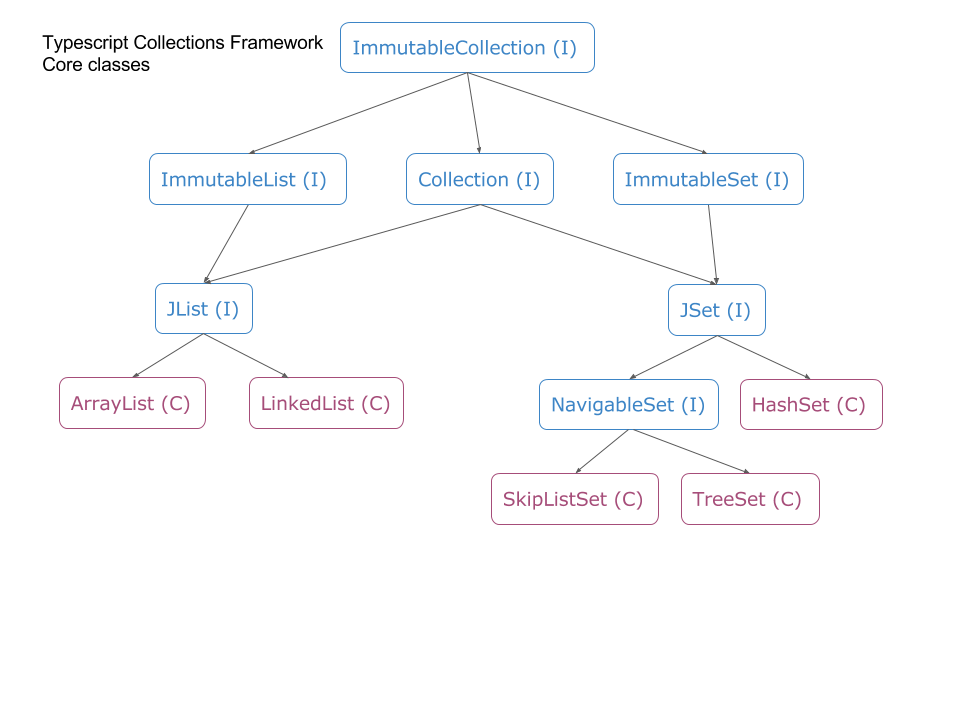 Typescript Collections Framework
Core classes
ImmutableCollection (I)
ImmutableList (I)
Collection (I)
ImmutableSet (I)
JList (I)
JSet (I)
ArrayList (C)
LinkedList (C)
NavigableSet (I)
HashSet (C)
SkipListSet (C)
TreeSet (C)